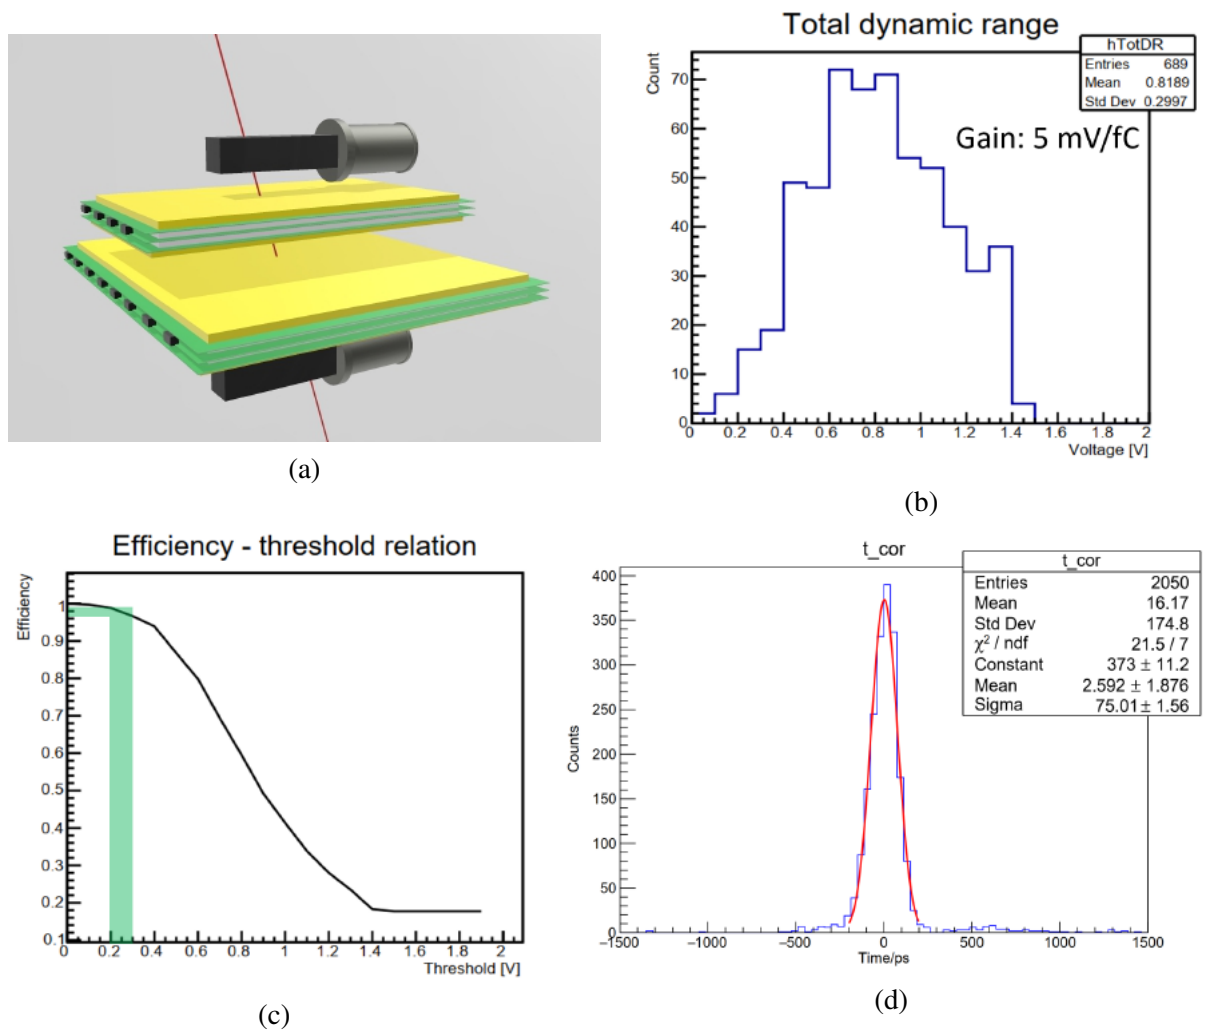 (a)
Total dynamic range
hTotDR
Entries 689
Mean 0.8189
Std Dev 0.2997
Gain: 5 mV/fC
Count
70
60
50
40
30
20
10
0
0 0.2 0.4 0.6 0.8 1 1.2 1.4 1.6 1.8 2
Voltage [V]
(b)
Efficiency - threshold relation
Efficiency
1
0.9
0.8
0.7
0.6
0.5
0.4
0.3
0.2
0.1
0 0.2 0.4 0.6 0.8 1 1.2 1.4 1.6 1.8 2
Threshold [V]
(c)
t_cor
t_cor
Entries 2050
Mean 16.17
Std Dev 174.8
χ² / ndf 21.5 / 7
Constant 373 ± 11.2
Mean 2.592 ± 1.876
Sigma 75.01 ± 1.56
Counts
400
350
300
250
200
150
100
50
0
−1500 −1000 −500 0 500 1000 1500
Time/ps
(d)